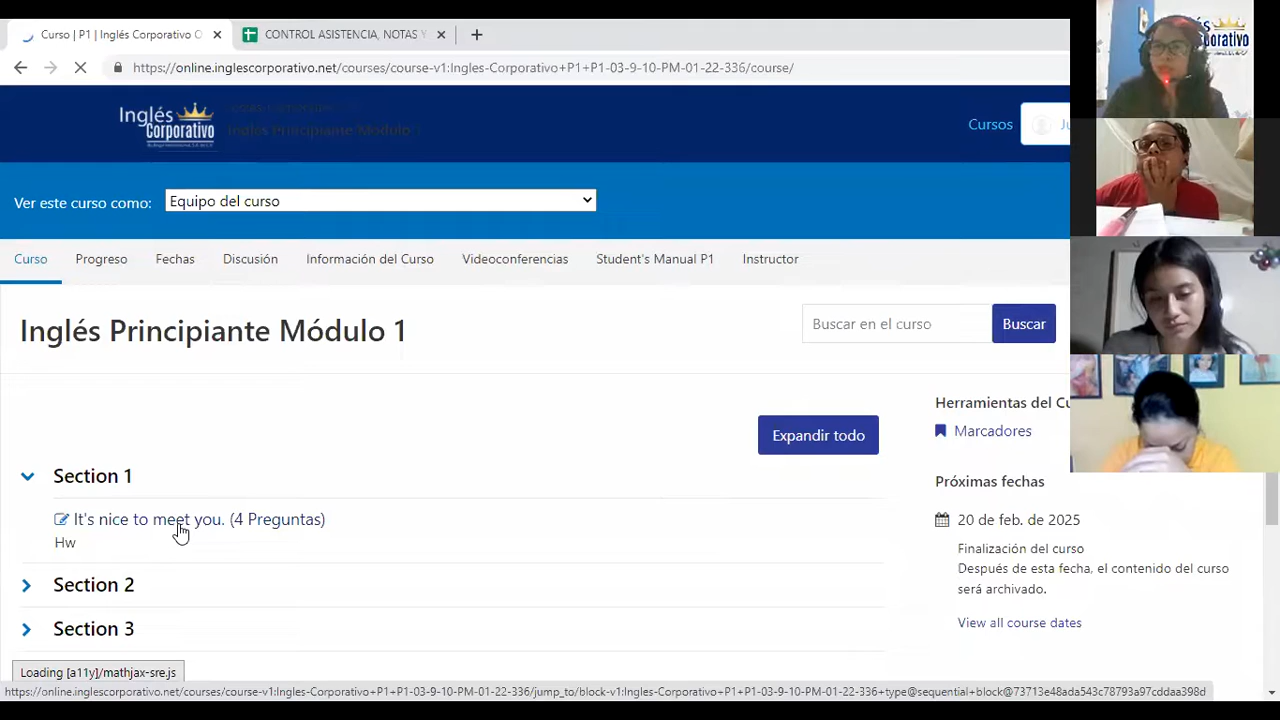 Curso | P1 | Inglés Corporativo O
CONTROL ASISTENCIA, NOTAS Y
https://online.inglescorporativo.net/courses/course-v1:Ingles-Corporativo+P1+P1-03-9-10-PM-01-22-336/course/
Inglés
Corporativo
Inglés Principiante Módulo 1
Cursos
Ver este curso como:
Equipo del curso
Curso
Progreso
Fechas
Discusión
Información del Curso
Videoconferencias
Student's Manual P1
Instructor
Inglés Principiante Módulo 1
Buscar en el curso
Buscar
Herramientas del Cu
Expandir todo
Marcadores
Section 1
Próximas fechas
It's nice to meet you. (4 Preguntas)
20 de feb. de 2025
Hw
Finalización del curso
Después de esta fecha, el contenido del curso
será archivado.
Section 2
View all course dates
Section 3
Loading [a11y]/mathjax-sre.js
https://online.inglescorporativo.net/courses/course-v1:Ingles-Corporativo+P1+P1-03-9-10-PM-01-22-336/jump_to/block-v1:Ingles-Corporativo+P1+P1-03-9-10-PM-01-22-336+type@sequential+block@73713e48ada543c78793a97cddaa398d